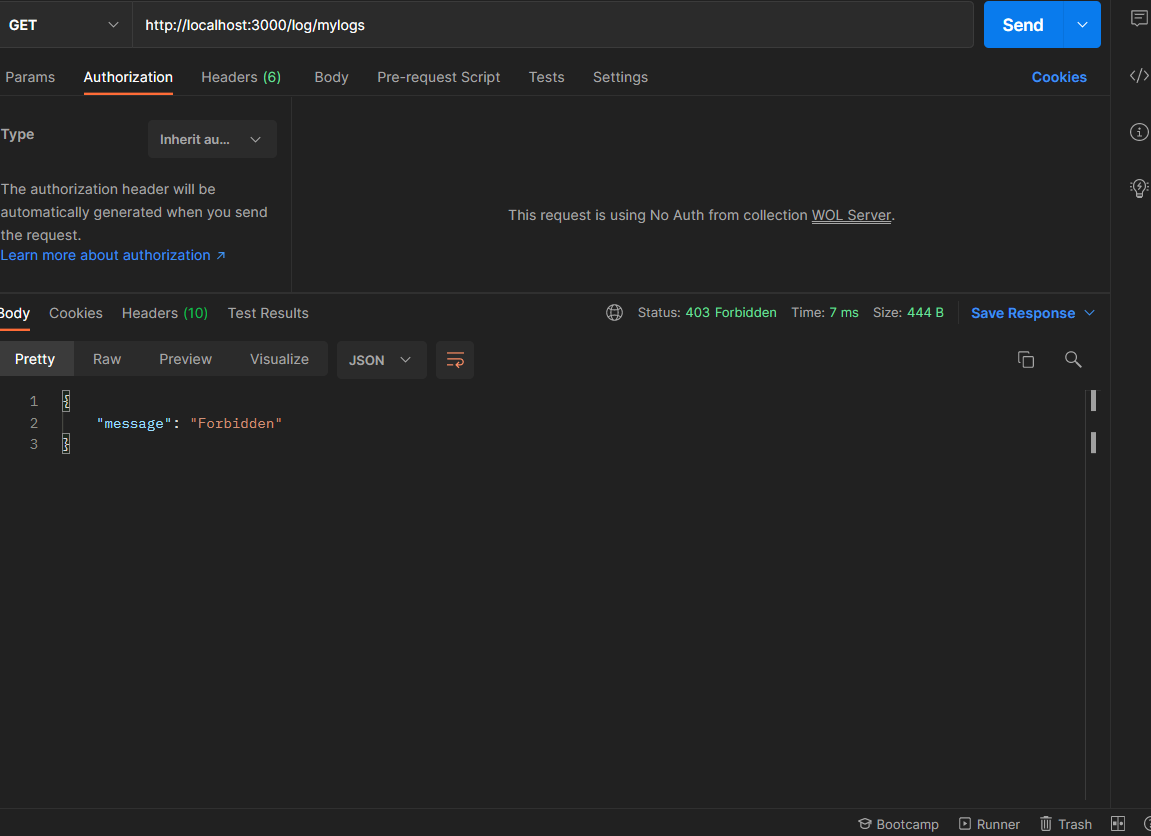 GET http://localhost:3000/log/mylogs Send
Params Authorization Headers (6) Body Pre-request Script Tests Settings Cookies
Type Inherit au...
The authorization header will be
automatically generated when you send
the request.
Learn more about authorization ↗
This request is using No Auth from collection WOL Server.
Body Cookies Headers (10) Test Results Status: 403 Forbidden Time: 7 ms Size: 444 B Save Response
Pretty Raw Preview Visualize JSON
1 {
2 "message": "Forbidden"
3 }
Bootcamp Runner Trash